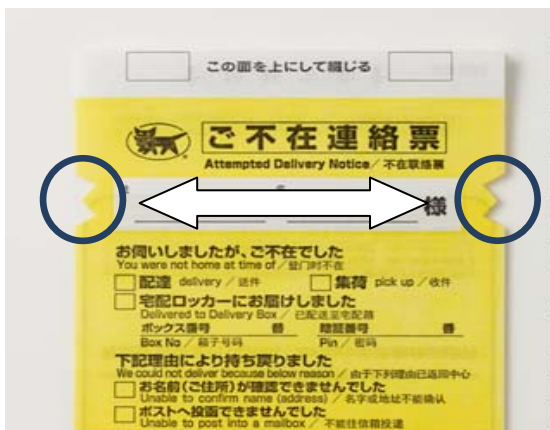 この面を上にして綴じる
ご不在連絡票
Attempted Delivery Notice／不在联络票
様
お伺いしましたが、ご不在でした
You were not home at time of／登门时不在
配達 delivery／送件 集荷 pick up／收件
宅配ロッカーにお届けしました
Delivered to Delivery Box／已配送至宅配箱
ボックス番号 番 暗証番号 番
Box No／箱子号码 Pin／密码
下記理由により持ち戻りました
We could not deliver because below reason／由于下列理由已返回中心
お名前(ご住所)が確認できませんでした
Unable to confirm name (address)／名字或地址不能确认
ポストへ投函できませんでした
Unable to post into a mailbox／不能往信箱投递